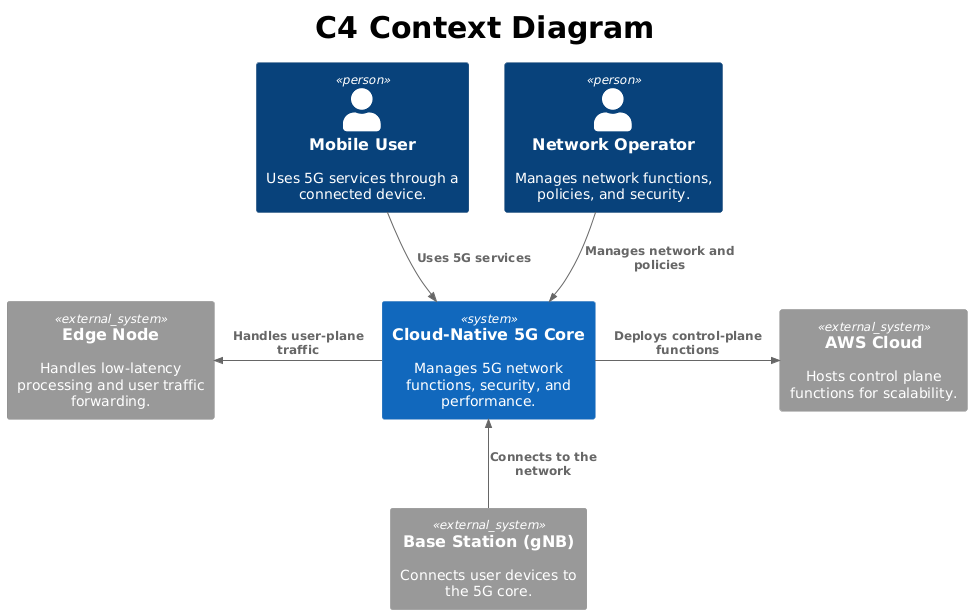 C4 Context Diagram
«person»
Mobile User
Uses 5G services through a
connected device.
«person»
Network Operator
Manages network functions,
policies, and security.
Uses 5G services
Manages network and
policies
«external_system»
Edge Node
Handles low-latency
processing and user traffic
forwarding.
Handles user-plane
traffic
«system»
Cloud-Native 5G Core
Manages 5G network
functions, security, and
performance.
Deploys control-plane
functions
«external_system»
AWS Cloud
Hosts control plane
functions for scalability.
Connects to the
network
«external_system»
Base Station (gNB)
Connects user devices to
the 5G core.